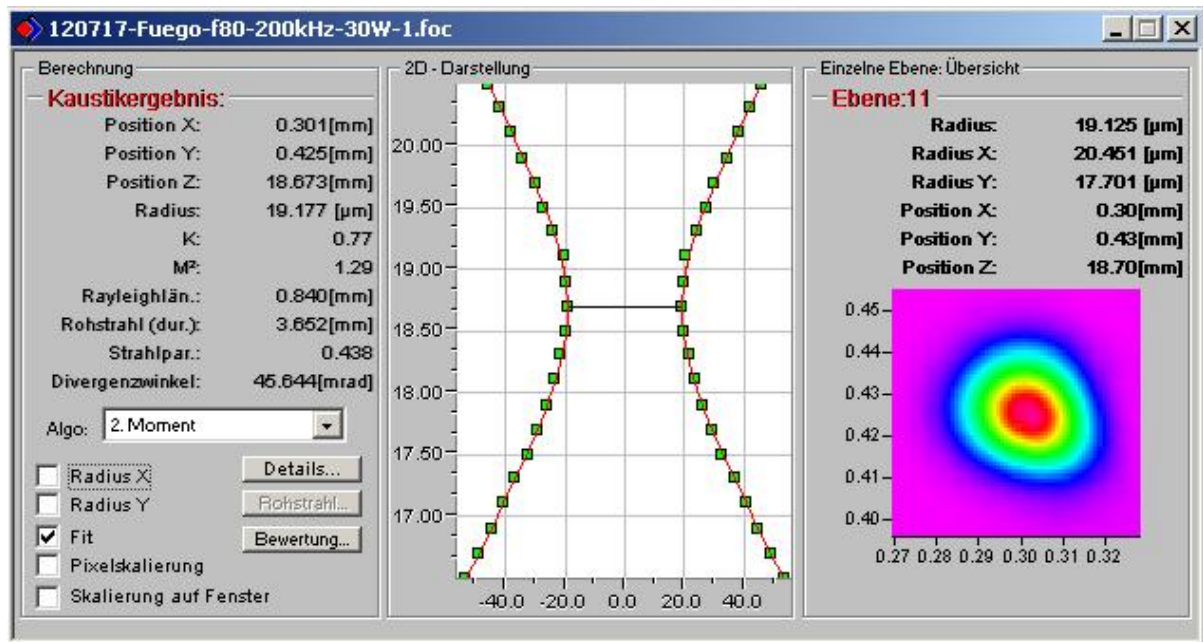 120717-Fuego-f80-200kHz-30W-1.foc
Berechnung
Kaustikergebnis:
Position X: 0.301[mm]
Position Y: 0.425[mm]
Position Z: 18.673[mm]
Radius: 19.177 [µm]
K: 0.77
M²: 1.29
Rayleighlän.: 0.840[mm]
Rohstrahl (dur.): 3.652[mm]
Strahlpar.: 0.438
Divergenzwinkel: 45.644[mrad]
Algo: 2. Moment
Radius X
Details...
Radius Y
Rohstrahl...
Fit
Bewertung...
Pixelskalierung
Skalierung auf Fenster
2D - Darstellung
20.00
19.50
19.00
18.50
18.00
17.50
17.00
-40.0 -20.0 0.0 20.0 40.0
Einzelne Ebene: Übersicht
Ebene:11
Radius: 19.125 [µm]
Radius X: 20.451 [µm]
Radius Y: 17.701 [µm]
Position X: 0.30[mm]
Position Y: 0.43[mm]
Position Z: 18.70[mm]
0.45
0.44
0.43
0.42
0.41
0.40
0.27 0.28 0.29 0.30 0.31 0.32